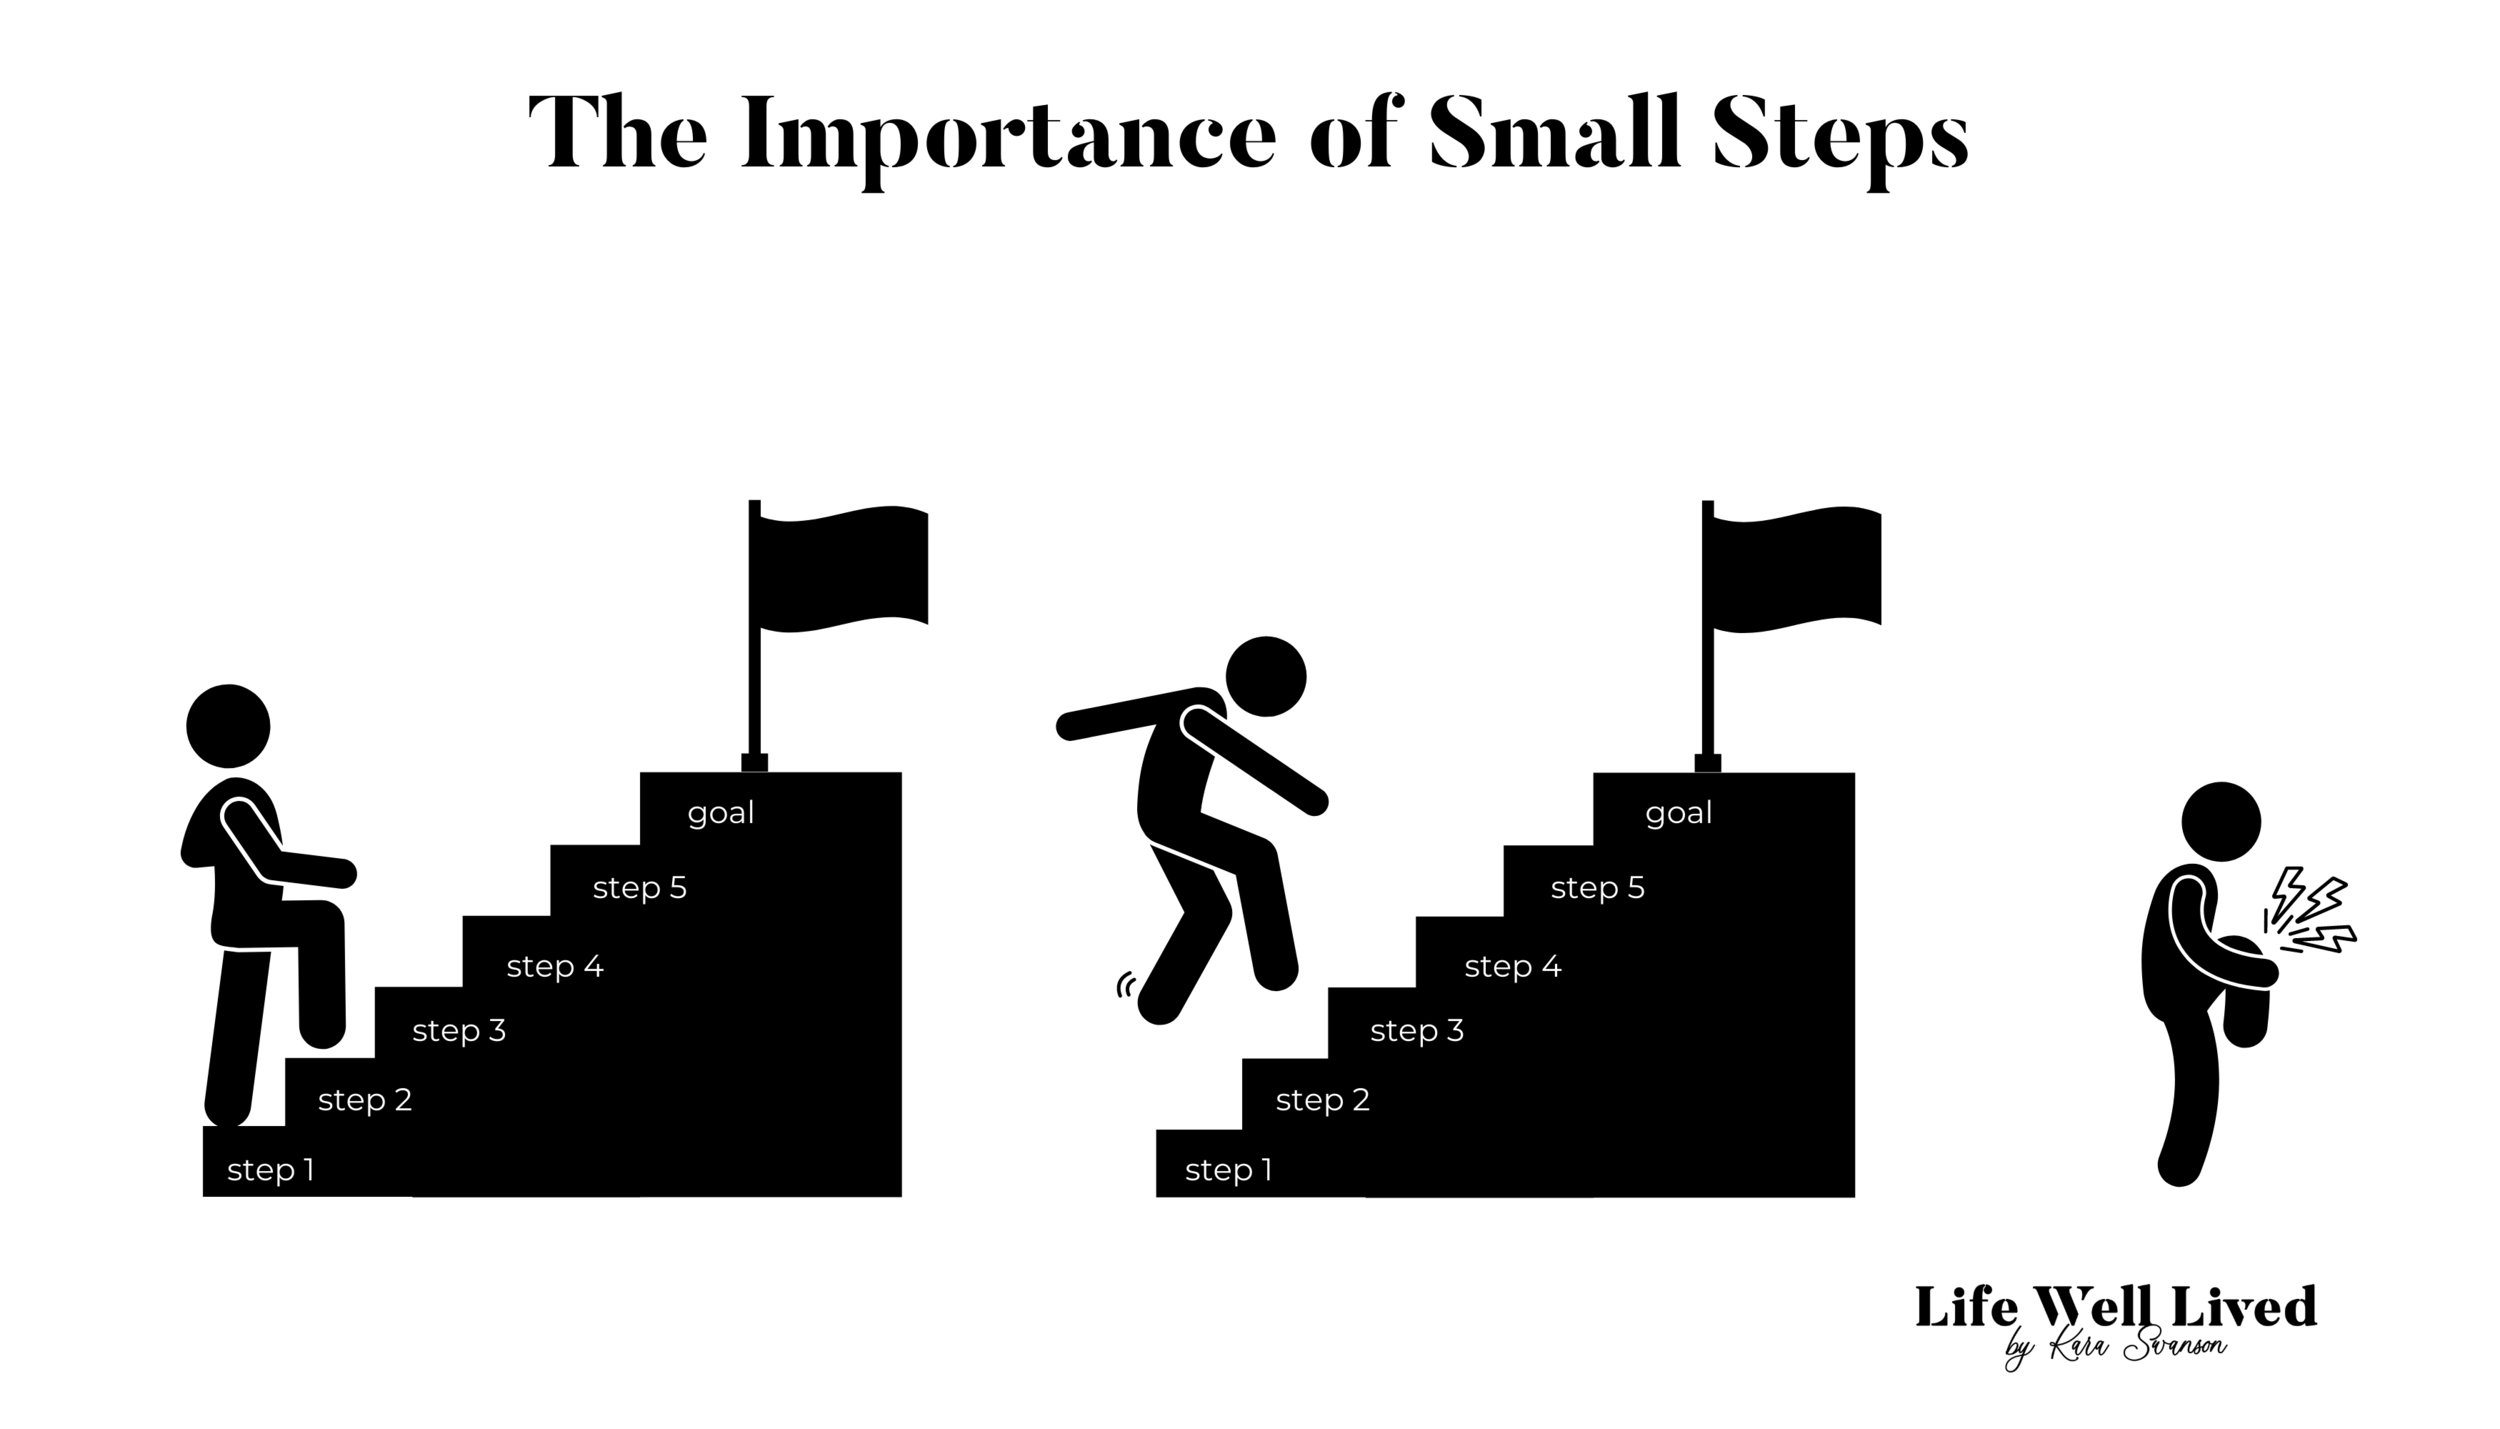 The Importance of Small Steps
goal
step 5
step 4
step 3
step 2
step 1
goal
step 5
step 4
step 3
step 2
step 1
Life Well Lived
by Kara Svanson